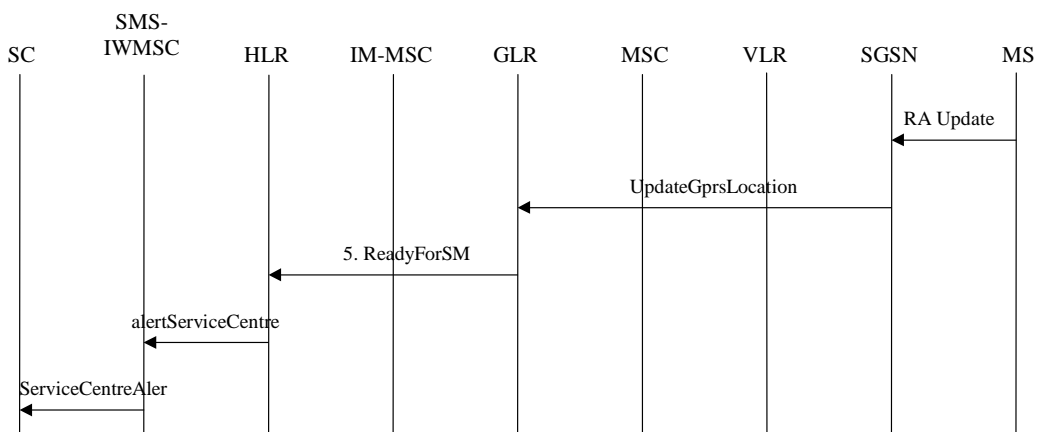 SMS-
IWMSC
SC HLR IM-MSC GLR MSC VLR SGSN MS
RA Update
UpdateGprsLocation
5. ReadyForSM
alertServiceCentre
ServiceCentreAler